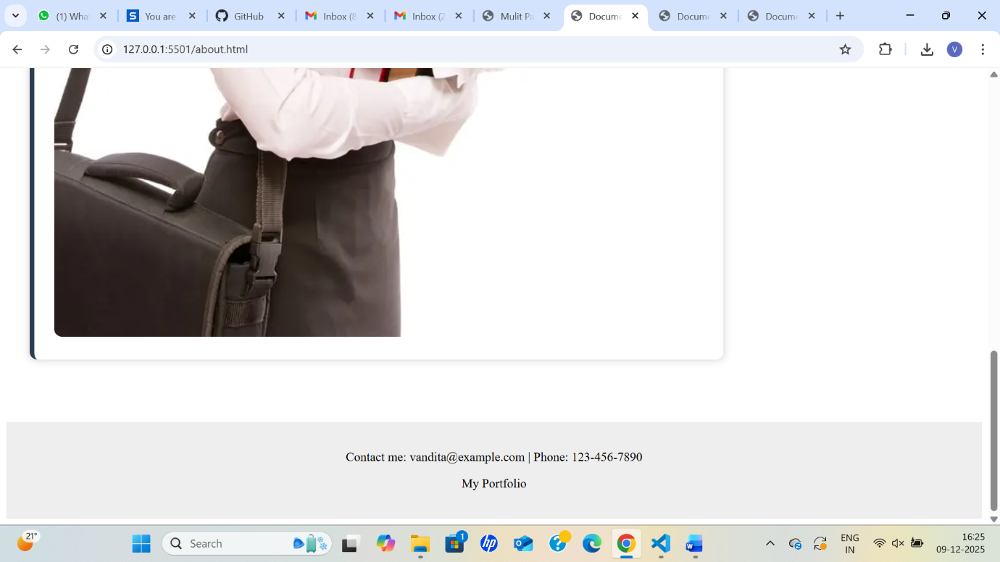 (1) What
You are
GitHub
Inbox (8
Inbox (2
Mulit Pa
Docume
Docume
Docume
127.0.0.1:5501/about.html
V
Contact me: vandita@example.com | Phone: 123-456-7890
My Portfolio
21°
Search
1
ENG
IN
16:25
09-12-2025